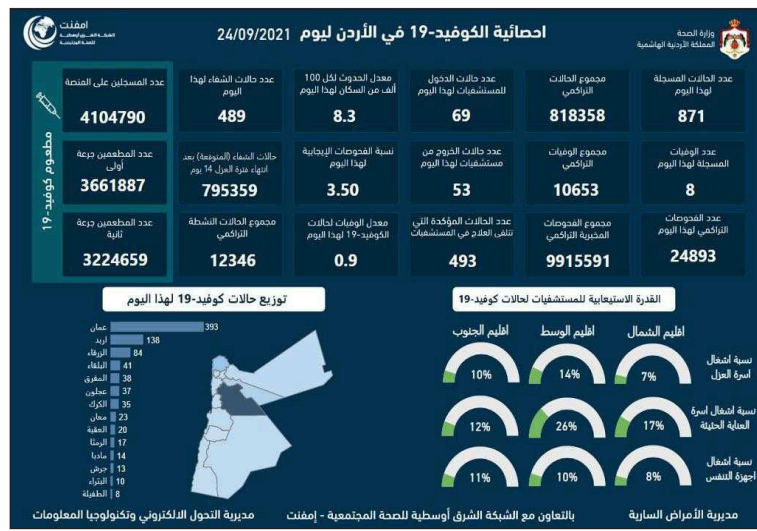 احصائية الكوفيد-19 في الأردن ليوم 24/09/2021
وزارة الصحة
المملكة الأردنية الهاشمية
امفنت
عدد الحالات المسجلة
لهذا اليوم
871
مجموع الحالات
التراكمي
818358
عدد حالات الدخول
للمستشفيات لهذا اليوم
69
معدل الحدوث لكل 100
ألف من السكان لهذا اليوم
8.3
عدد حالات الشفاء لهذا
اليوم
489
عدد المسجلين على المنصة
4104790
عدد الوفيات
المسجلة لهذا اليوم
8
مجموع الوفيات
التراكمي
10653
عدد حالات الخروج من
مستشفيات لهذا اليوم
53
نسبة الفحوصات الإيجابية
لهذا اليوم
3.50
حالات الشفاء (المتوقعة) بعد
انتهاء فترة العزل 14 يوم
795359
عدد المطعمين جرعة
أولى
3661887
عدد الفحوصات
التراكمي لهذا اليوم
24893
مجموع الفحوصات
المخبرية التراكمي
9915591
عدد الحالات المؤكدة التي
تتلقى العلاج في المستشفيات
493
معدل الوفيات لحالات
الكوفيد-19 لهذا اليوم
0.9
مجموع الحالات النشطة
التراكمي
12346
عدد المطعمين جرعة
ثانية
3224659
مطعوم كوفيد-19
القدرة الاستيعابية للمستشفيات لحالات كوفيد-19
اقليم الشمال
اقليم الوسط
اقليم الجنوب
نسبة اشغال
اسرة العزل
7%
14%
10%
نسبة أشغال اسرة
العناية الحثيثة
17%
26%
12%
نسبة اشغال
اجهزة التنفس
8%
10%
11%
توزيع حالات كوفيد-19 لهذا اليوم
عمان 393
اربد 138
الزرقاء 84
البلقاء 41
المفرق 38
عجلون 37
الكرك 35
معان 23
العقبة 20
الرمثا 17
مادبا 14
جرش 13
البتراء 10
الطفيلة 8
مديرية الأمراض السارية
بالتعاون مع الشبكة الشرق أوسطية للصحة المجتمعية - إمفنت
مديرية التحول الالكتروني وتكنولوجيا المعلومات